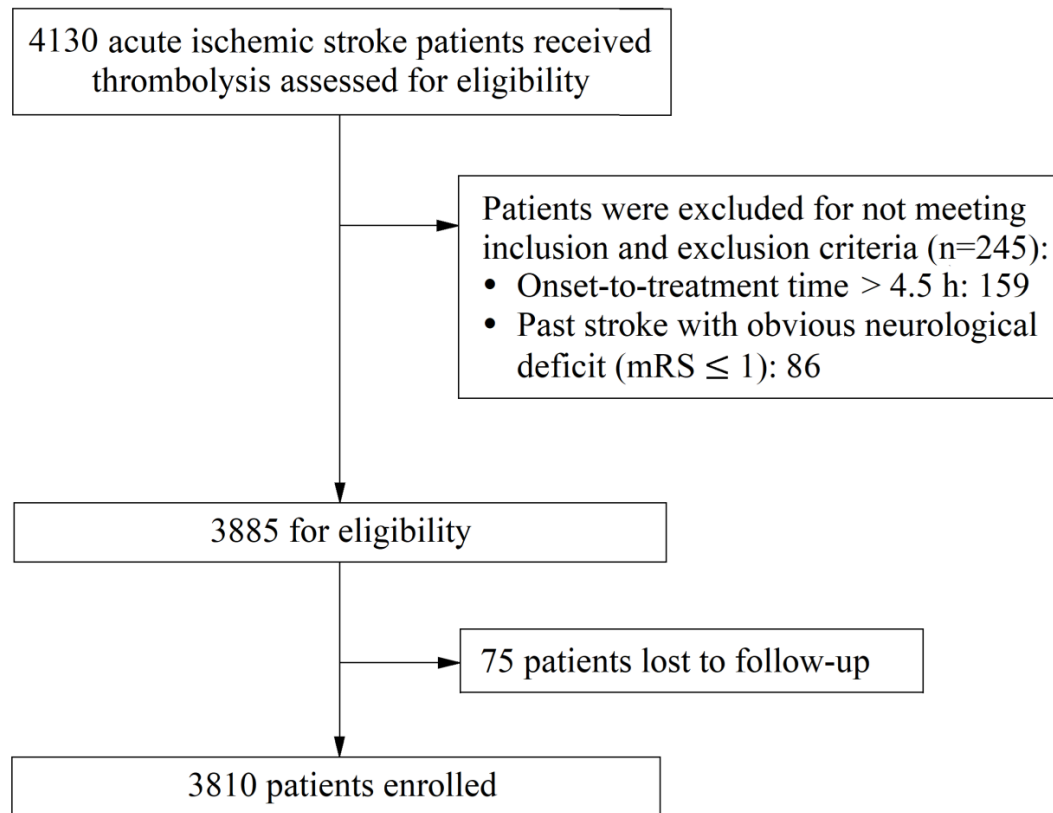 4130 acute ischemic stroke patients received
thrombolysis assessed for eligibility
Patients were excluded for not meeting
inclusion and exclusion criteria (n=245):
• Onset-to-treatment time > 4.5 h: 159
• Past stroke with obvious neurological
deficit (mRS ≤ 1): 86
3885 for eligibility
75 patients lost to follow-up
3810 patients enrolled